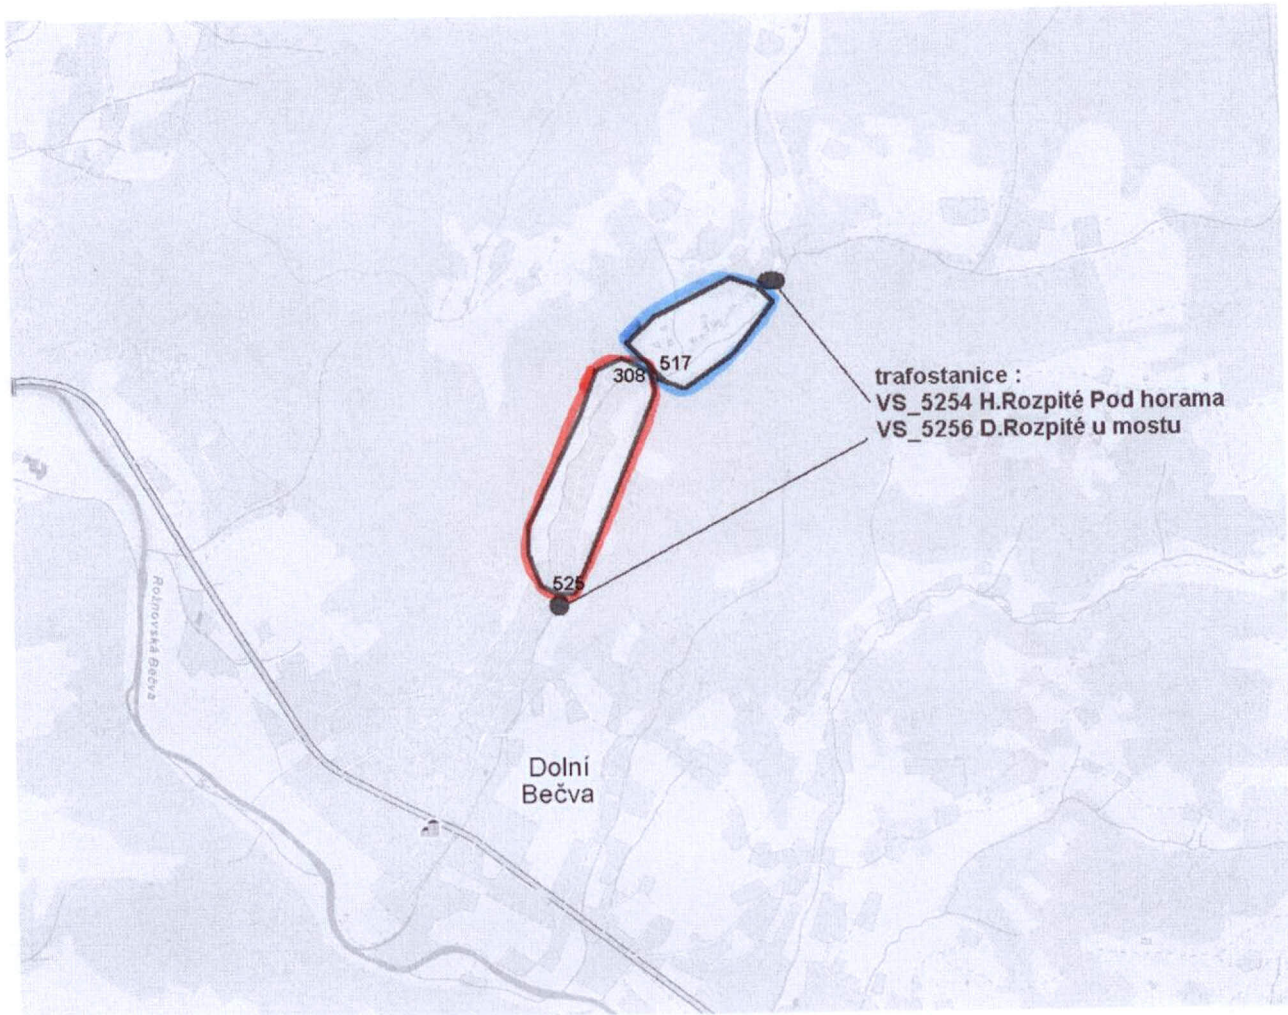 517
308
trafostanice :
VS_5254 H.Rozpité Pod horama
VS_5256 D.Rozpité u mostu
525
Rožnovská Bečva
Dolní
Bečva